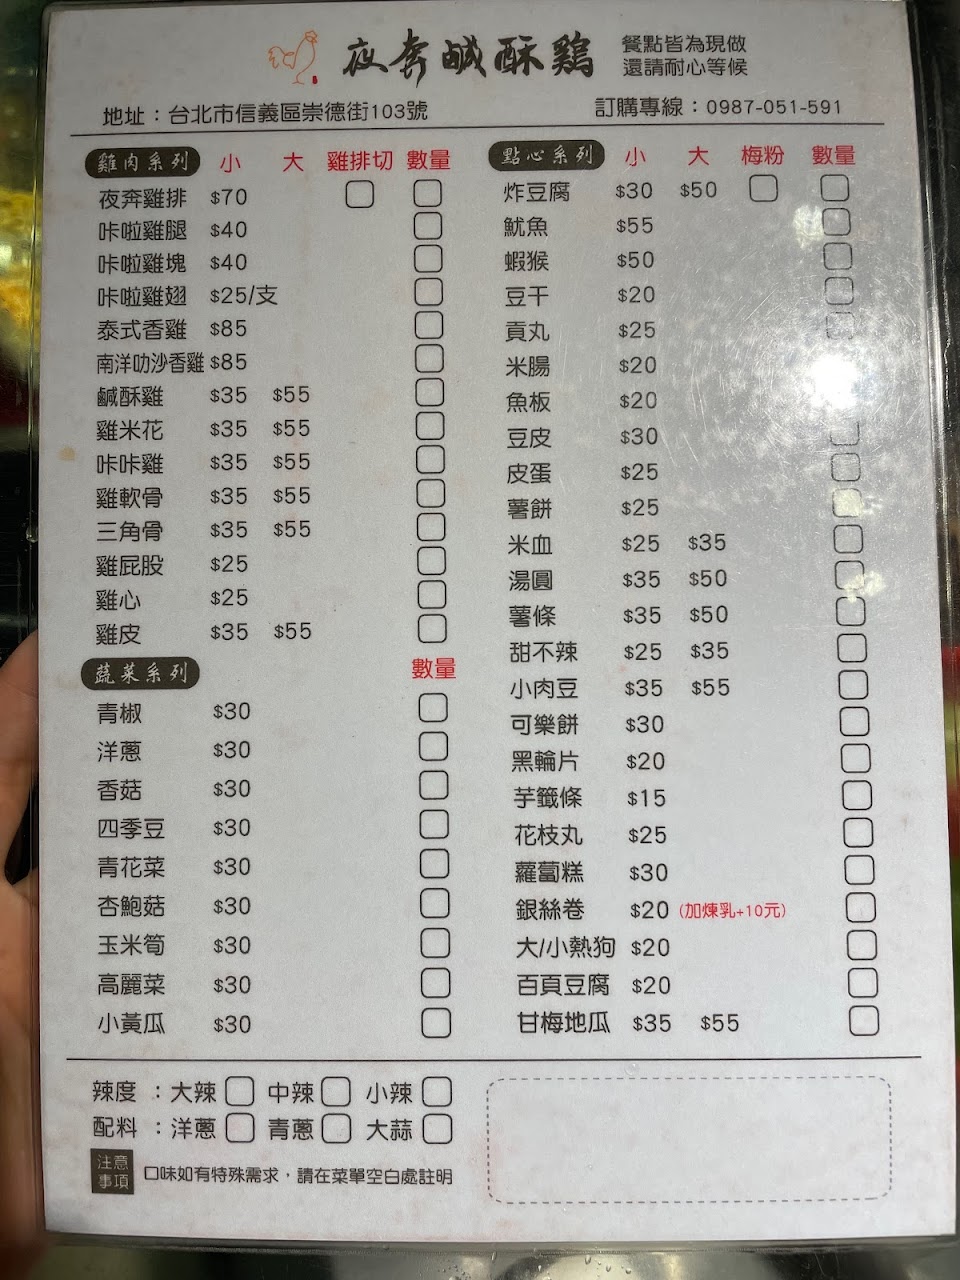 夜奔鹹酥鷄
餐點皆為現做
還請耐心等候
地址：台北市信義區崇德街103號
訂購專線：0987-051-591
雞肉系列 小 大 雞排切 數量
夜奔雞排 $70
咔啦雞腿 $40
咔啦雞塊 $40
咔啦雞翅 $25/支
泰式香雞 $85
南洋叻沙香雞 $85
鹹酥雞 $35 $55
雞米花 $35 $55
咔咔雞 $35 $55
雞軟骨 $35 $55
三角骨 $35 $55
雞屁股 $25
雞心 $25
雞皮 $35 $55
蔬菜系列 數量
青椒 $30
洋蔥 $30
香菇 $30
四季豆 $30
青花菜 $30
杏鮑菇 $30
玉米筍 $30
高麗菜 $30
小黃瓜 $30
點心系列 小 大 梅粉 數量
炸豆腐 $30 $50
魷魚 $55
蝦猴 $50
豆干 $20
貢丸 $25
米腸 $20
魚板 $20
豆皮 $30
皮蛋 $25
薯餅 $25
米血 $25 $35
湯圓 $35 $50
薯條 $35 $50
甜不辣 $25 $35
小肉豆 $35 $55
可樂餅 $30
黑輪片 $20
芋籤條 $15
花枝丸 $25
蘿蔔糕 $30
銀絲卷 $20 (加煉乳+10元)
大/小熱狗 $20
百頁豆腐 $20
甘梅地瓜 $35 $55
辣度：大辣 中辣 小辣
配料：洋蔥 青蔥 大蒜
注意事項 口味如有特殊需求，請在菜單空白處註明